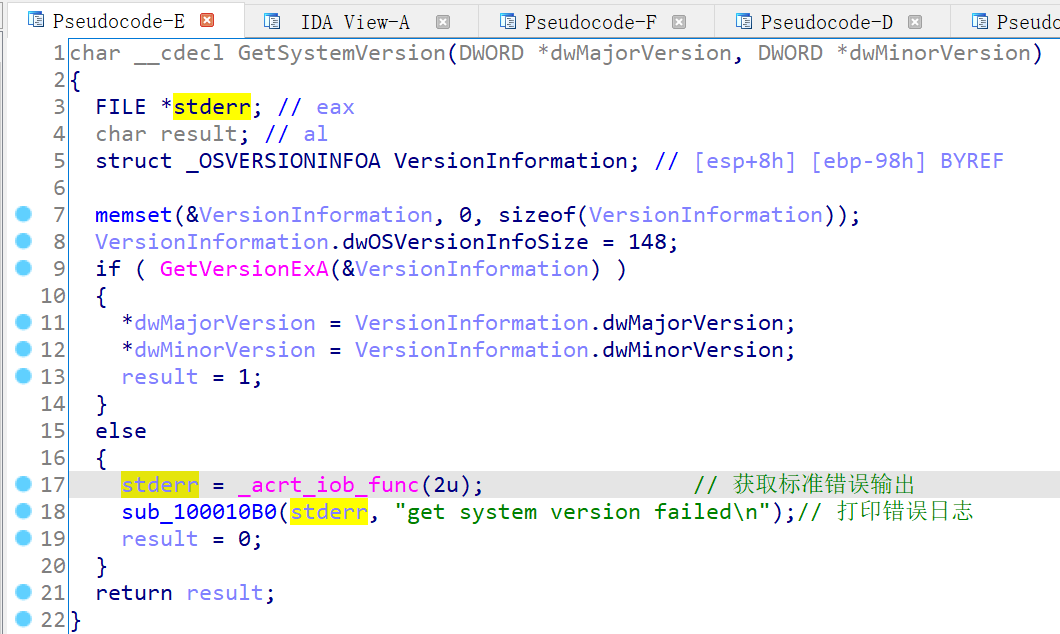 Pseudocode-E IDA View-A Pseudocode-F Pseudocode-D Pseudo
1 char __cdecl GetSystemVersion(DWORD *dwMajorVersion, DWORD *dwMinorVersion)
2 {
3   FILE *stderr; // eax
4   char result; // al
5   struct _OSVERSIONINFOA VersionInformation; // [esp+8h] [ebp-98h] BYREF
6
7   memset(&VersionInformation, 0, sizeof(VersionInformation));
8   VersionInformation.dwOSVersionInfoSize = 148;
9   if ( GetVersionExA(&VersionInformation) )
10   {
11     *dwMajorVersion = VersionInformation.dwMajorVersion;
12     *dwMinorVersion = VersionInformation.dwMinorVersion;
13     result = 1;
14   }
15   else
16   {
17     stderr = _acrt_iob_func(2u);                // 获取标准错误输出
18     sub_100010B0(stderr, "get system version failed\n");// 打印错误日志
19     result = 0;
20   }
21   return result;
22 }